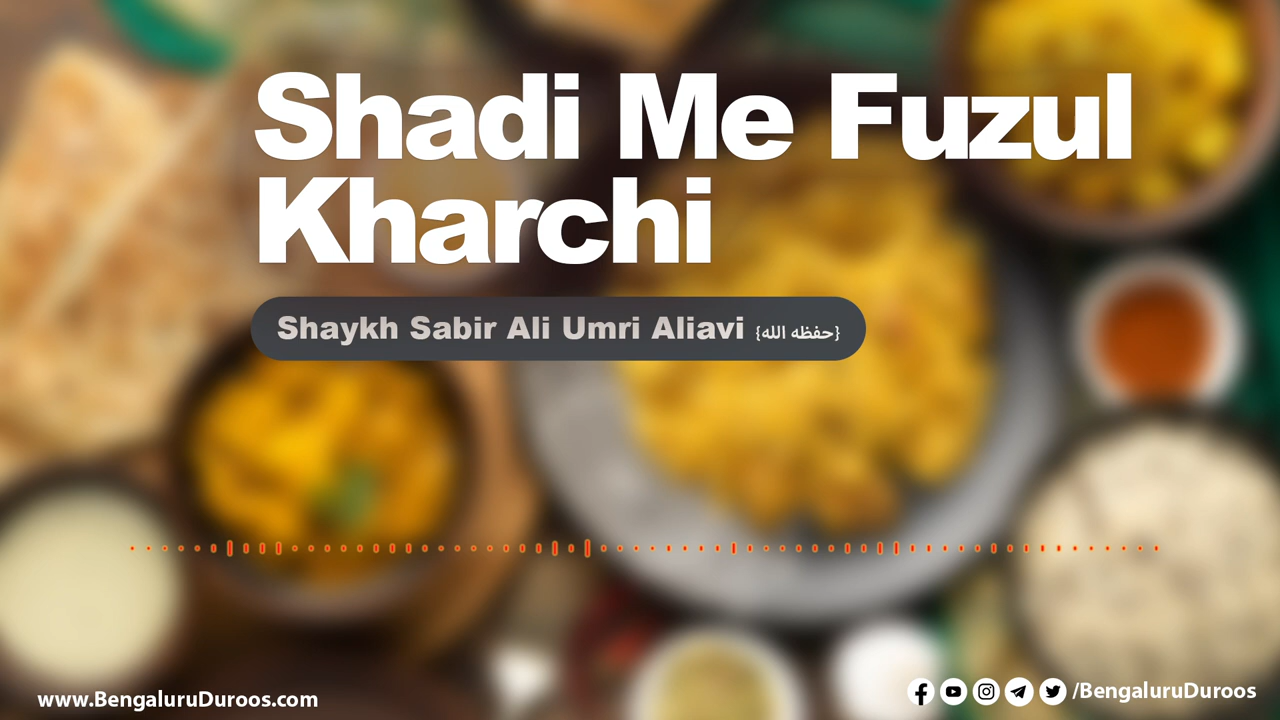 Shadi Me Fuzul
Kharchi
Shaykh Sabir Ali Umri Aliavi {حفظه الله}
www.BengaluruDuroos.com
/BengaluruDuroos